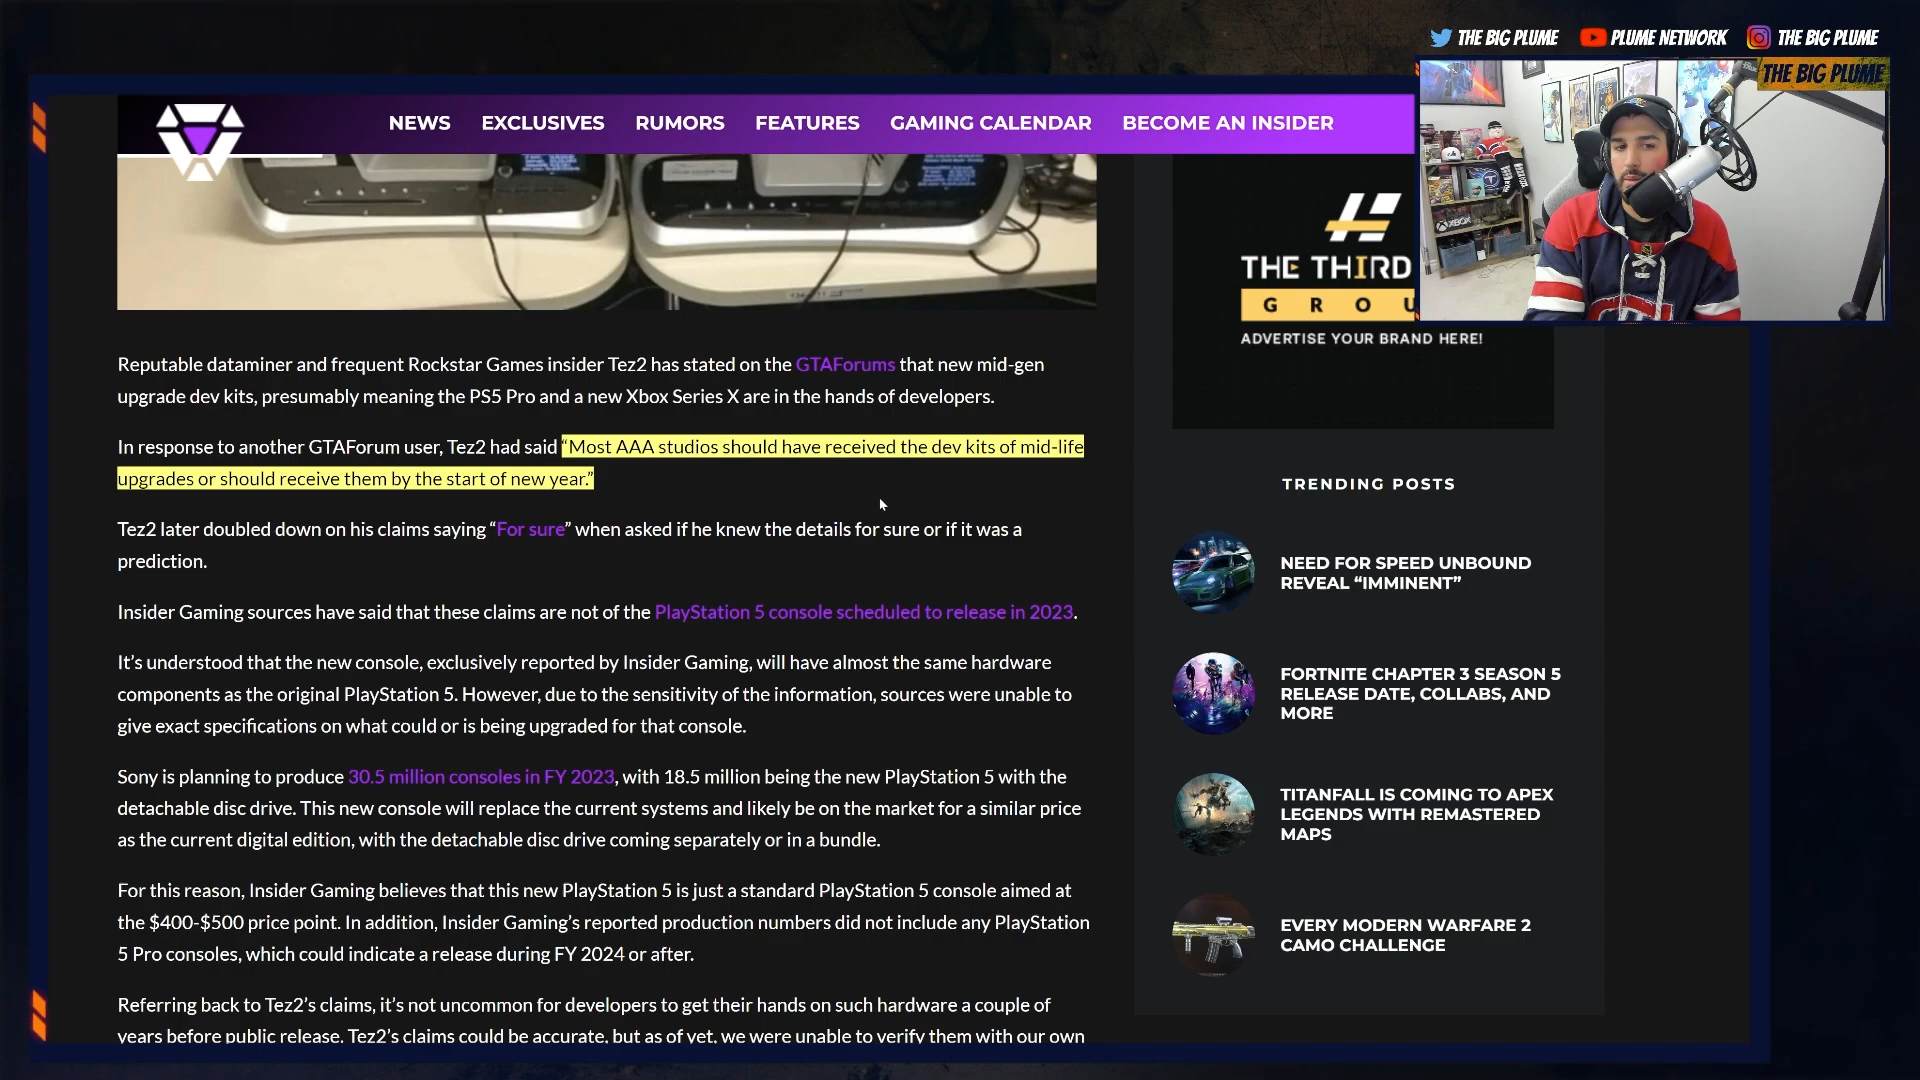 THE BIG PLUME PLUME NETWORK THE BIG PLUME
THE BIG PLUME
NEWS EXCLUSIVES RUMORS FEATURES GAMING CALENDAR BECOME AN INSIDER
XBOX
THE THIRD
GROU
ADVERTISE YOUR BRAND HERE!
Reputable dataminer and frequent Rockstar Games insider Tez2 has stated on the GTAForums that new mid-gen
upgrade dev kits, presumably meaning the PS5 Pro and a new Xbox Series X are in the hands of developers.
In response to another GTAForum user, Tez2 had said “Most AAA studios should have received the dev kits of mid-life
upgrades or should receive them by the start of new year.”
Tez2 later doubled down on his claims saying “For sure” when asked if he knew the details for sure or if it was a
prediction.
Insider Gaming sources have said that these claims are not of the PlayStation 5 console scheduled to release in 2023.
It’s understood that the new console, exclusively reported by Insider Gaming, will have almost the same hardware
components as the original PlayStation 5. However, due to the sensitivity of the information, sources were unable to
give exact specifications on what could or is being upgraded for that console.
Sony is planning to produce 30.5 million consoles in FY 2023, with 18.5 million being the new PlayStation 5 with the
detachable disc drive. This new console will replace the current systems and likely be on the market for a similar price
as the current digital edition, with the detachable disc drive coming separately or in a bundle.
For this reason, Insider Gaming believes that this new PlayStation 5 is just a standard PlayStation 5 console aimed at
the $400-$500 price point. In addition, Insider Gaming’s reported production numbers did not include any PlayStation
5 Pro consoles, which could indicate a release during FY 2024 or after.
Referring back to Tez2’s claims, it’s not uncommon for developers to get their hands on such hardware a couple of
years before public release. Tez2’s claims could be accurate, but as of yet, we were unable to verify them with our own
TRENDING POSTS
NEED FOR SPEED UNBOUND
REVEAL “IMMINENT”
FORTNITE CHAPTER 3 SEASON 5
RELEASE DATE, COLLABS, AND
MORE
TITANFALL IS COMING TO APEX
LEGENDS WITH REMASTERED
MAPS
EVERY MODERN WARFARE 2
CAMO CHALLENGE